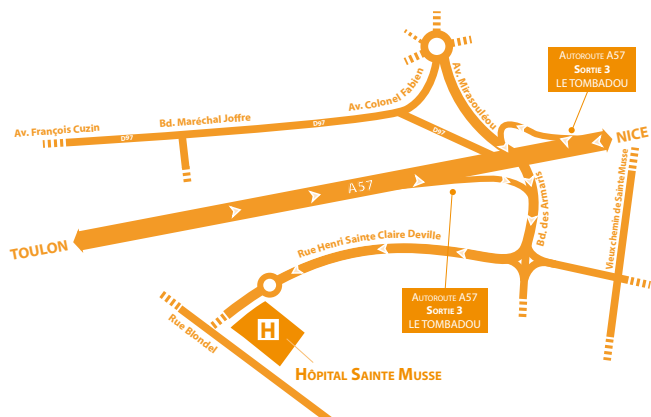 AUTOROUTE A57
SORTIE 3
LE TOMBADOU
Av. Mirasouléou
Av. Colonel Fabien
Bd. Maréchal Joffre
Av. François Cuzin
D97
D97
D97
NICE
A57
TOULON
Bd. des Armaris
Vieux chemin de Sainte Musse
Rue Henri Sainte Claire Deville
AUTOROUTE A57
SORTIE 3
LE TOMBADOU
Rue Blondel
H
HÔPITAL SAINTE MUSSE